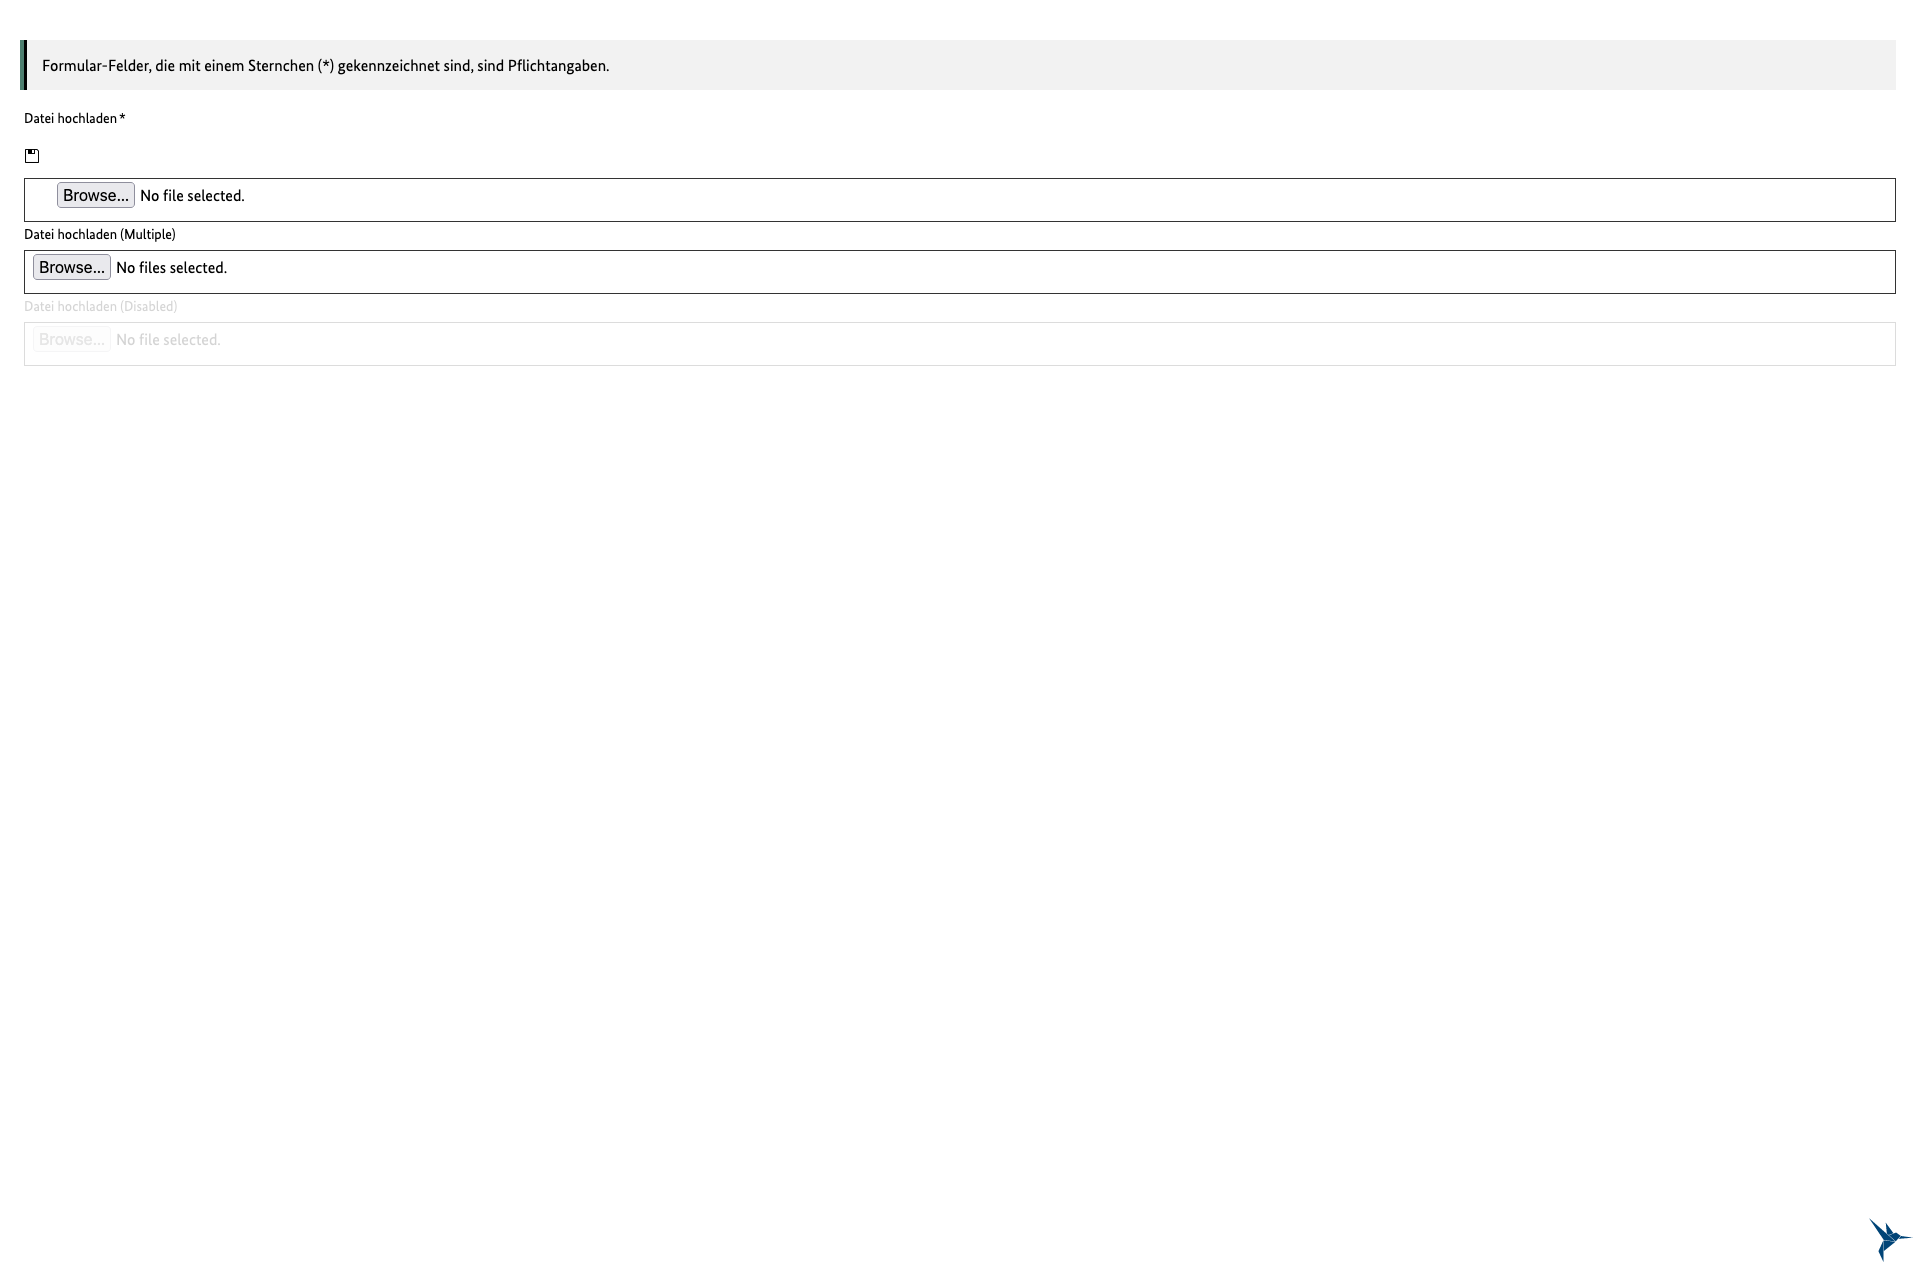 Formular-Felder, die mit einem Sternchen (*) gekennzeichnet sind, sind Pflichtangaben.
Datei hochladen *
Browse... No file selected.
Datei hochladen (Multiple)
Browse... No files selected.
Datei hochladen (Disabled)
Browse... No file selected.